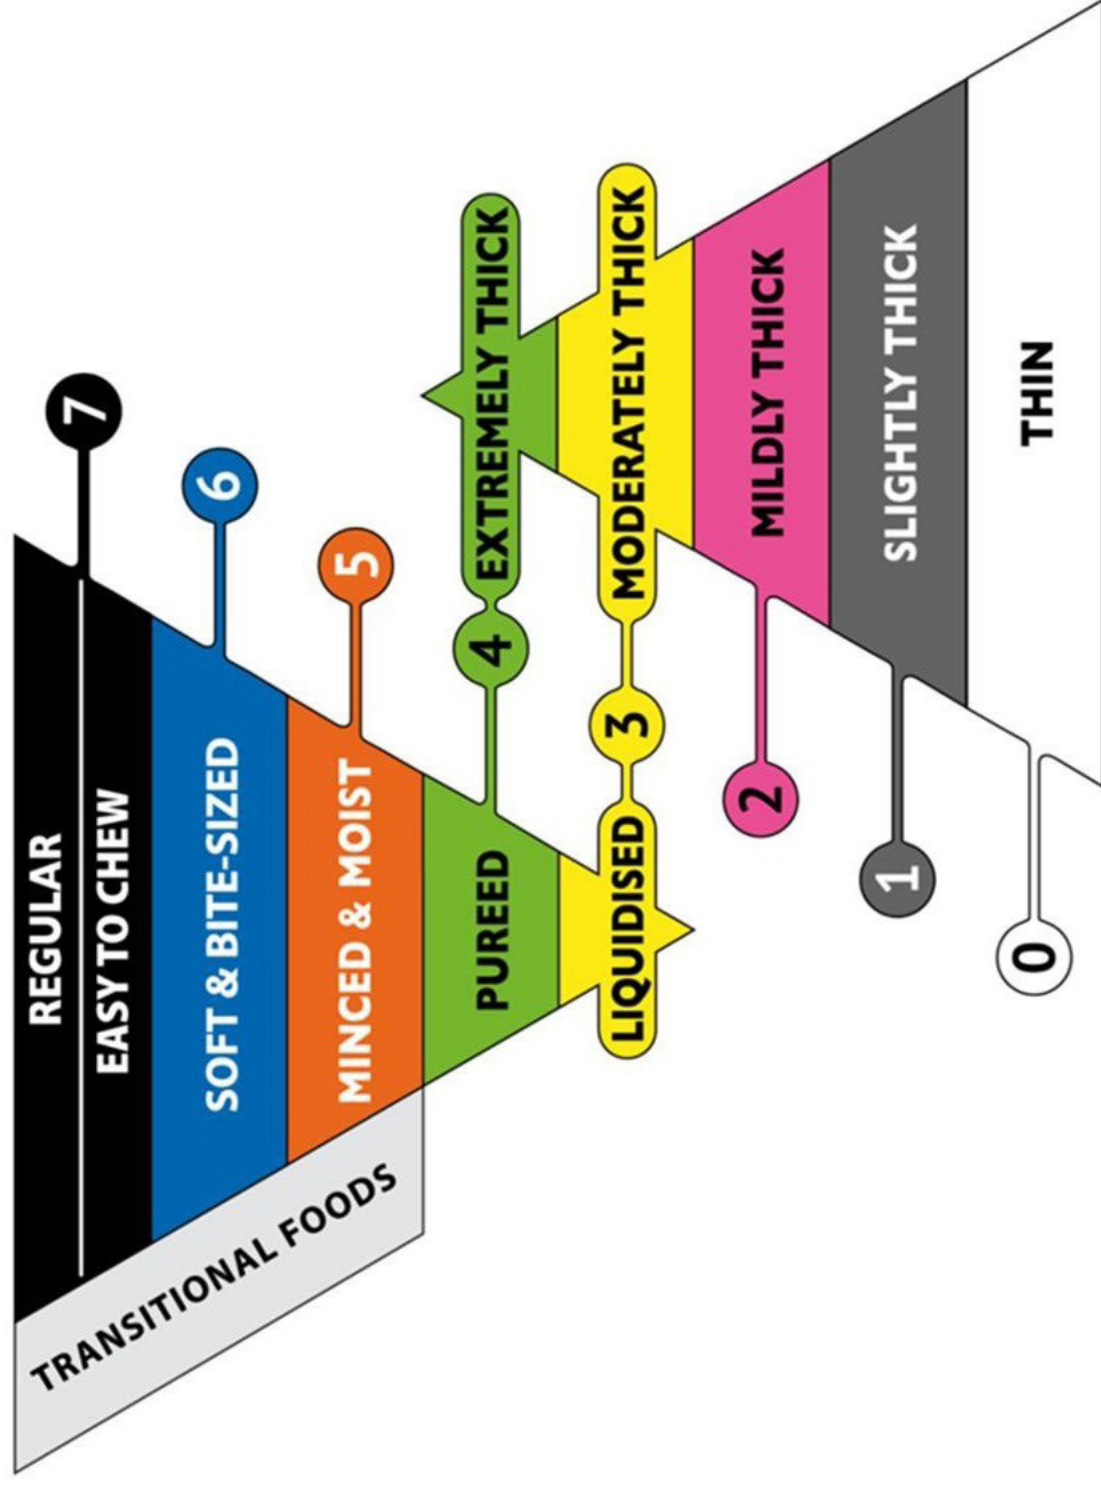 REGULAR
7
EASY TO CHEW
SOFT & BITE-SIZED
6
MINCED & MOIST
5
TRANSITIONAL FOODS
PUREED
4
EXTREMELY THICK
LIQUIDISED
3
MODERATELY THICK
2
MILDLY THICK
1
SLIGHTLY THICK
0
THIN